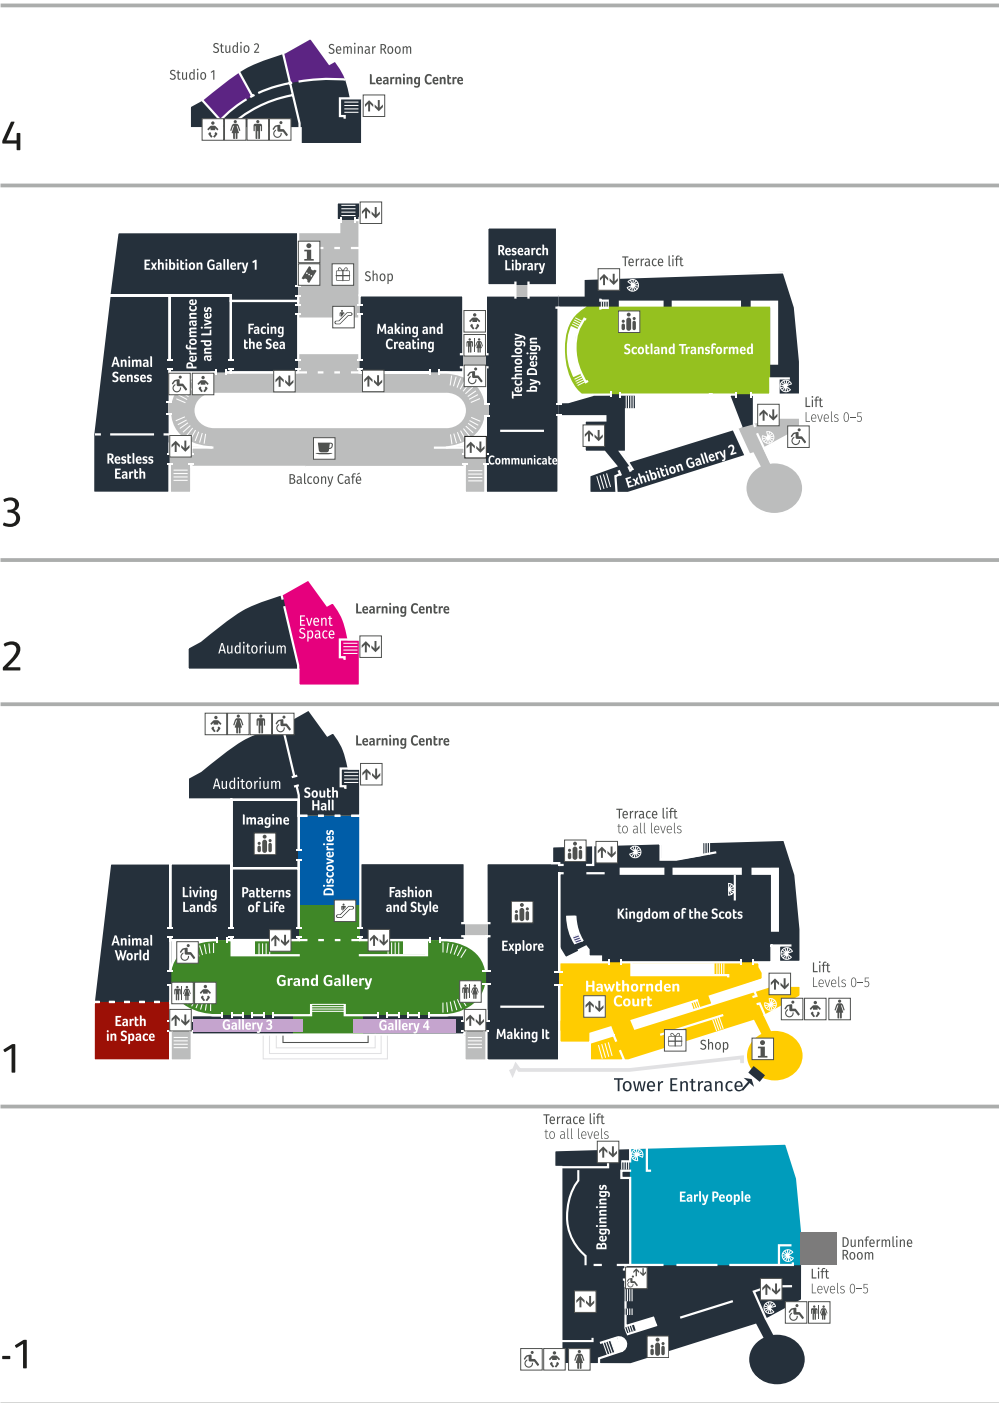 Studio 2
Seminar Room
Studio 1
Learning Centre
4
Research
Library
Terrace lift
Exhibition Gallery 1
Shop
Perfomance
and Lives
Facing
the Sea
Making and
Creating
Technology
by Design
Scotland Transformed
Animal
Senses
Lift
Levels 0–5
Restless
Earth
Communicate
Exhibition Gallery 2
Balcony Café
3
Learning Centre
Event
Space
Auditorium
2
Learning Centre
Auditorium
South
Hall
Imagine
Terrace lift
to all levels
Discoveries
Living
Lands
Patterns
of Life
Fashion
and Style
Kingdom of the Scots
Animal
World
Explore
Grand Gallery
Hawthornden
Court
Lift
Levels 0–5
Earth
in Space
Gallery 3
Gallery 4
Making It
Shop
1
Tower Entrance
Terrace lift
to all levels
Beginnings
Early People
Dunfermline
Room
Lift
Levels 0–5
-1